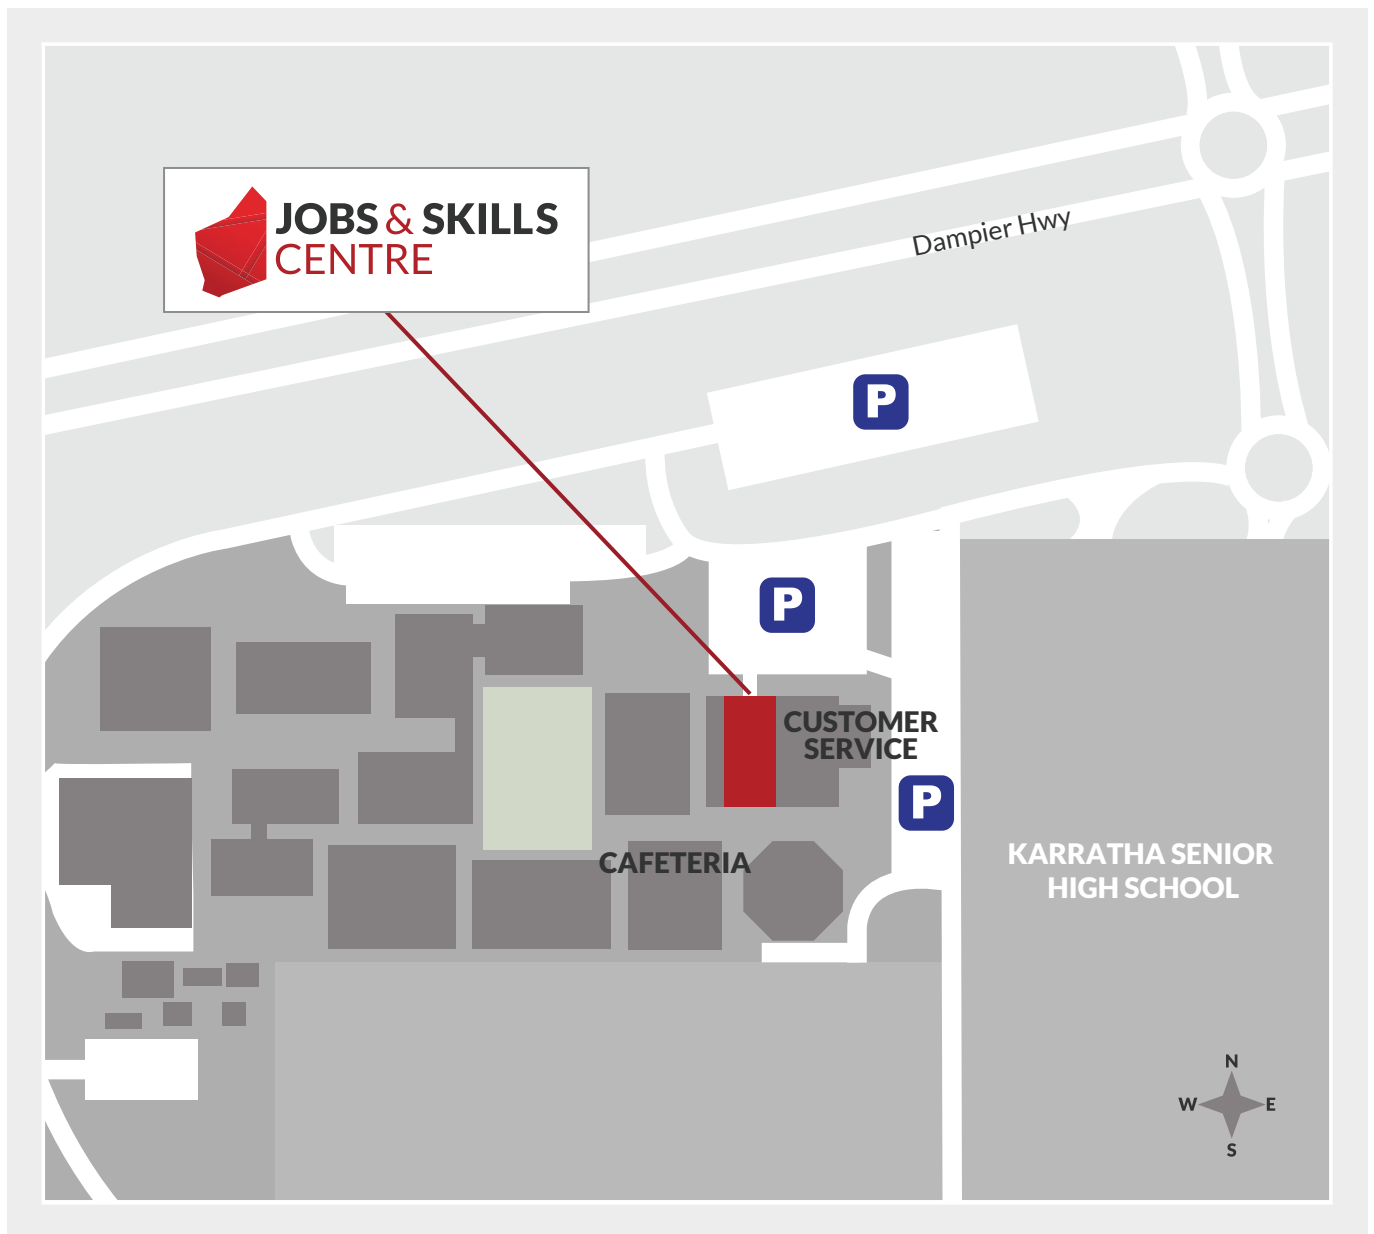 JOBS & SKILLS
CENTRE
Dampier Hwy
P
P
CUSTOMER
SERVICE
P
CAFETERIA
KARRATHA SENIOR
HIGH SCHOOL
N
W E
S